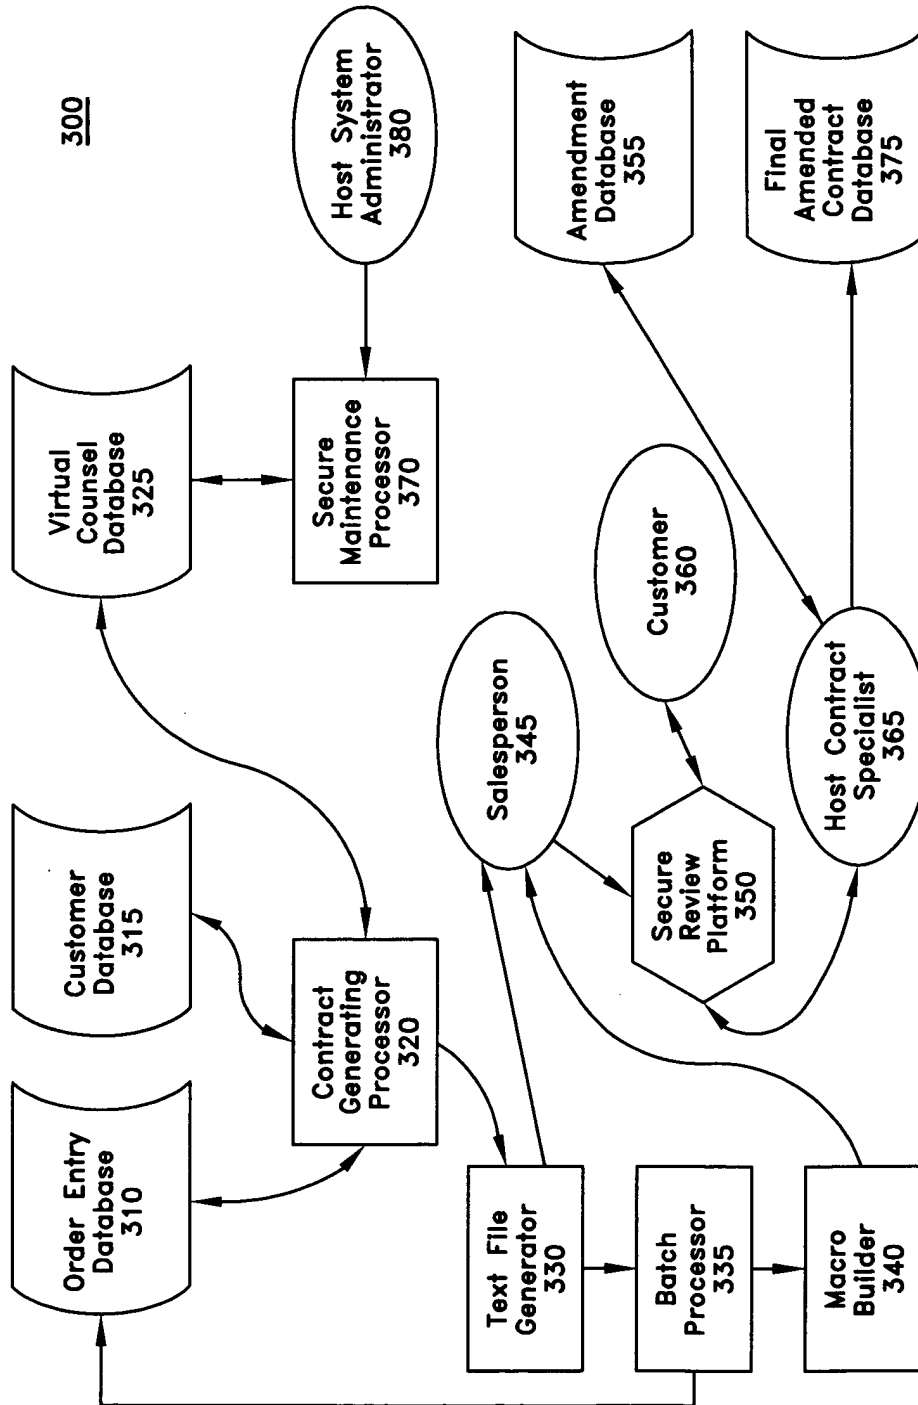 300
Order Entry
Database
310
Customer
Database
315
Virtual
Counsel
Database
325
Contract
Generating
Processor
320
Secure
Maintenance
Processor
370
Host System
Administrator
380
Text File
Generator
330
Batch
Processor
335
Macro
Builder
340
Salesperson
345
Secure
Review
Platform
350
Customer
360
Host Contract
Specialist
365
Amendment
Database
355
Final
Amended
Contract
Database
375